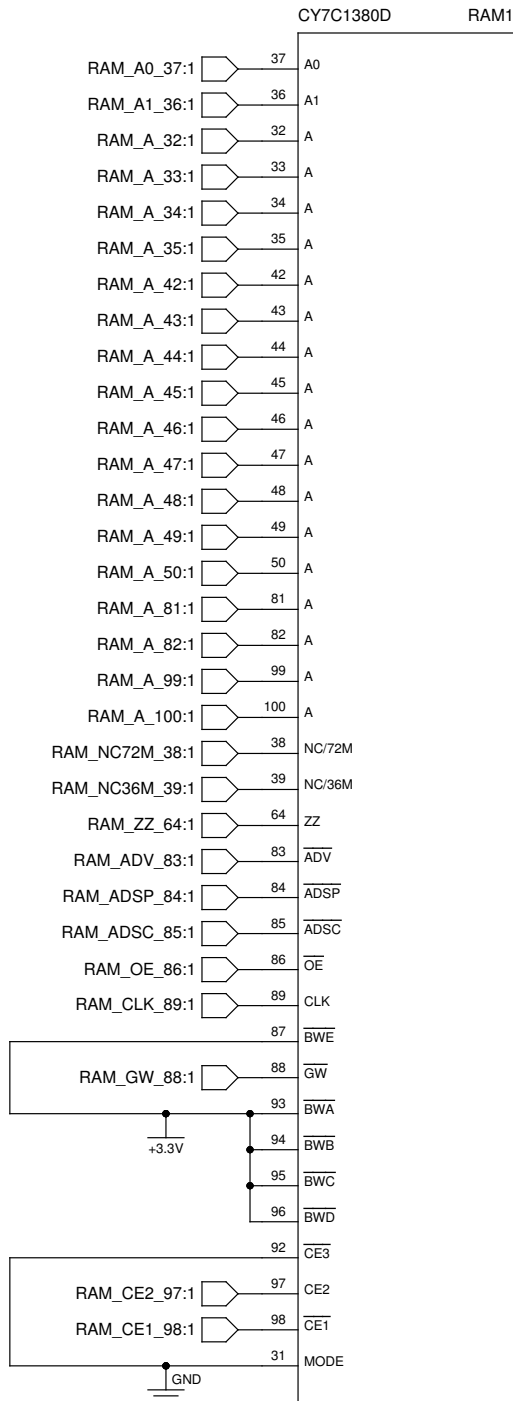 CY7C1380D RAM1
RAM_A0_37:1 37 A0
RAM_A1_36:1 36 A1
RAM_A_32:1 32 A
RAM_A_33:1 33 A
RAM_A_34:1 34 A
RAM_A_35:1 35 A
RAM_A_42:1 42 A
RAM_A_43:1 43 A
RAM_A_44:1 44 A
RAM_A_45:1 45 A
RAM_A_46:1 46 A
RAM_A_47:1 47 A
RAM_A_48:1 48 A
RAM_A_49:1 49 A
RAM_A_50:1 50 A
RAM_A_81:1 81 A
RAM_A_82:1 82 A
RAM_A_99:1 99 A
RAM_A_100:1 100 A
RAM_NC72M_38:1 38 NC/72M
RAM_NC36M_39:1 39 NC/36M
RAM_ZZ_64:1 64 ZZ
RAM_ADV_83:1 83 ADV
RAM_ADSP_84:1 84 ADSP
RAM_ADSC_85:1 85 ADSC
RAM_OE_86:1 86 OE
RAM_CLK_89:1 89 CLK
87 BWE
RAM_GW_88:1 88 GW
93 BWA
+3.3V
94 BWB
95 BWC
96 BWD
92 CE3
RAM_CE2_97:1 97 CE2
RAM_CE1_98:1 98 CE1
31 MODE
GND